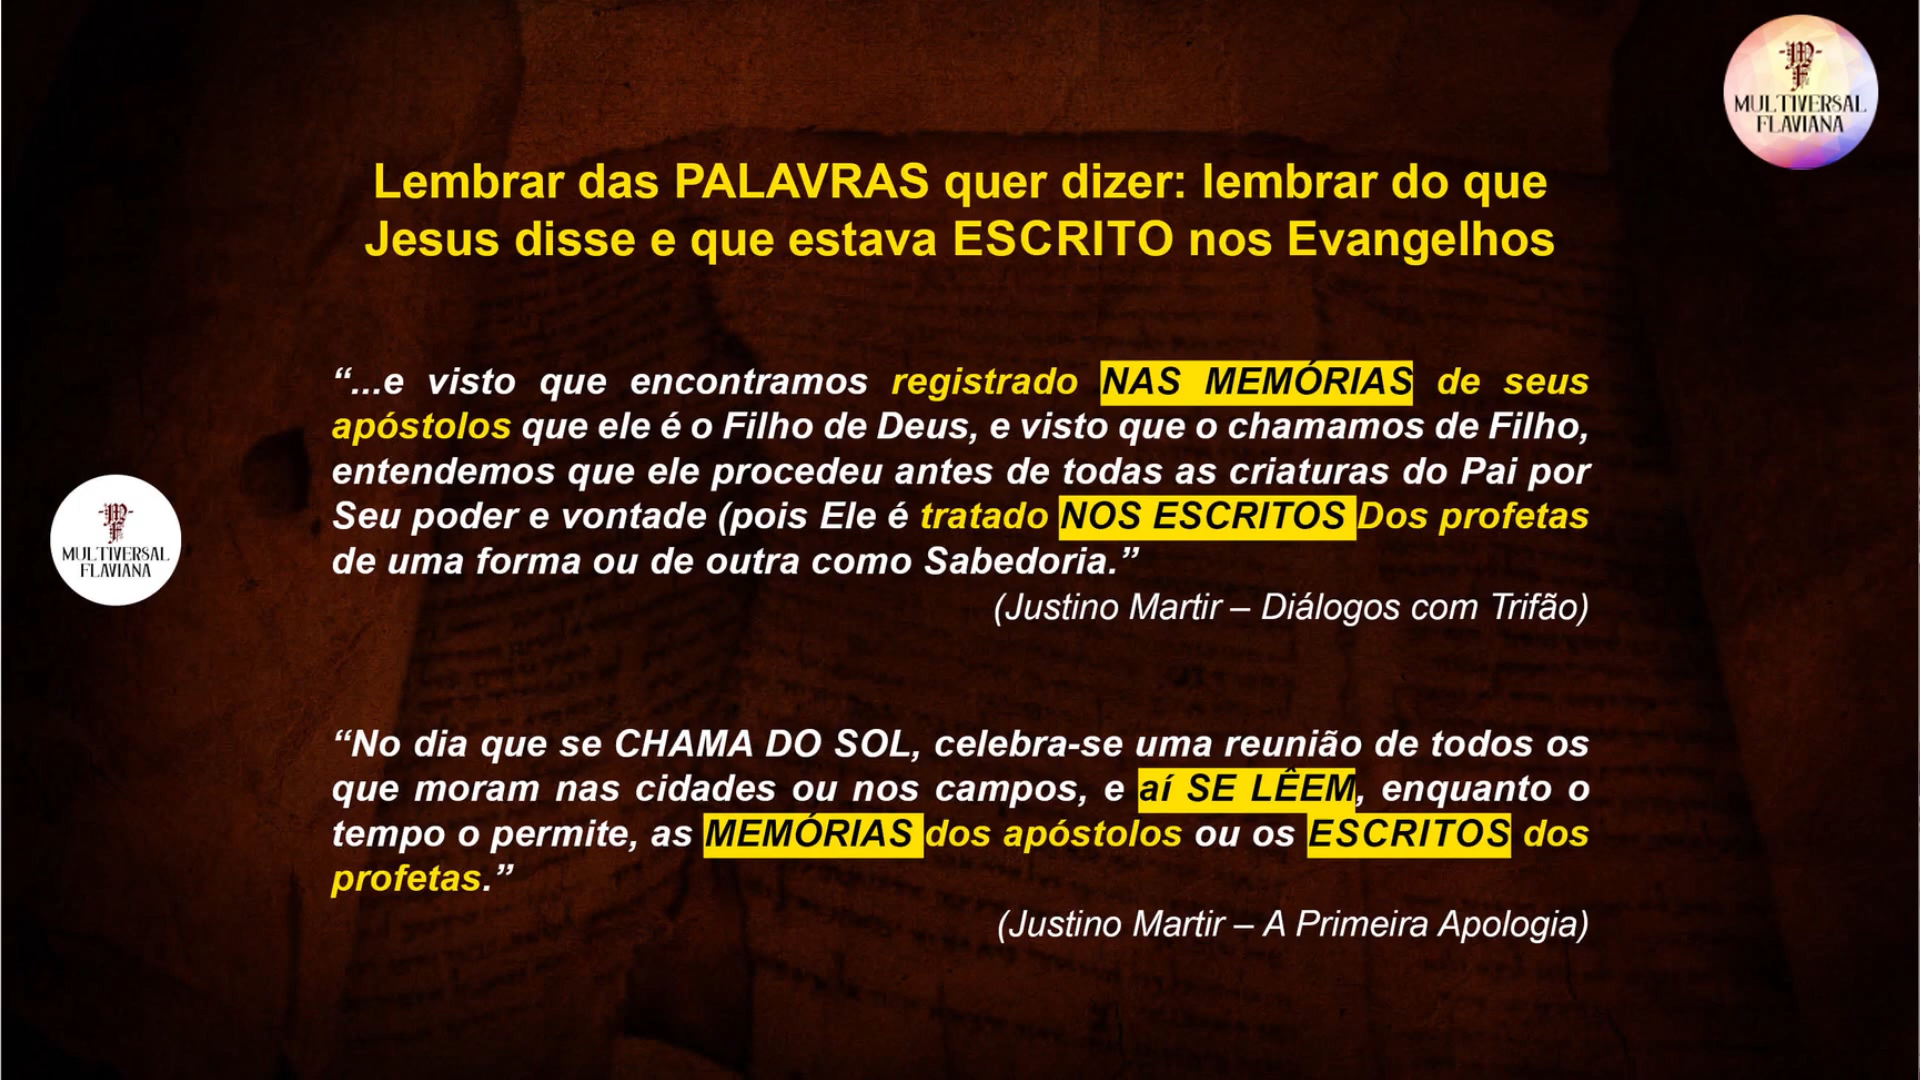 MULTIVERSAL
FLAVIANA
Lembrar das PALAVRAS quer dizer: lembrar do que
Jesus disse e que estava ESCRITO nos Evangelhos
“...e visto que encontramos registrado NAS MEMÓRIAS de seus
apóstolos que ele é o Filho de Deus, e visto que o chamamos de Filho,
entendemos que ele procedeu antes de todas as criaturas do Pai por
Seu poder e vontade (pois Ele é tratado NOS ESCRITOS Dos profetas
de uma forma ou de outra como Sabedoria.”
(Justino Martir – Diálogos com Trifão)
MULTIVERSAL
FLAVIANA
“No dia que se CHAMA DO SOL, celebra-se uma reunião de todos os
que moram nas cidades ou nos campos, e aí SE LÊEM, enquanto o
tempo o permite, as MEMÓRIAS dos apóstolos ou os ESCRITOS dos
profetas.”
(Justino Martir – A Primeira Apologia)